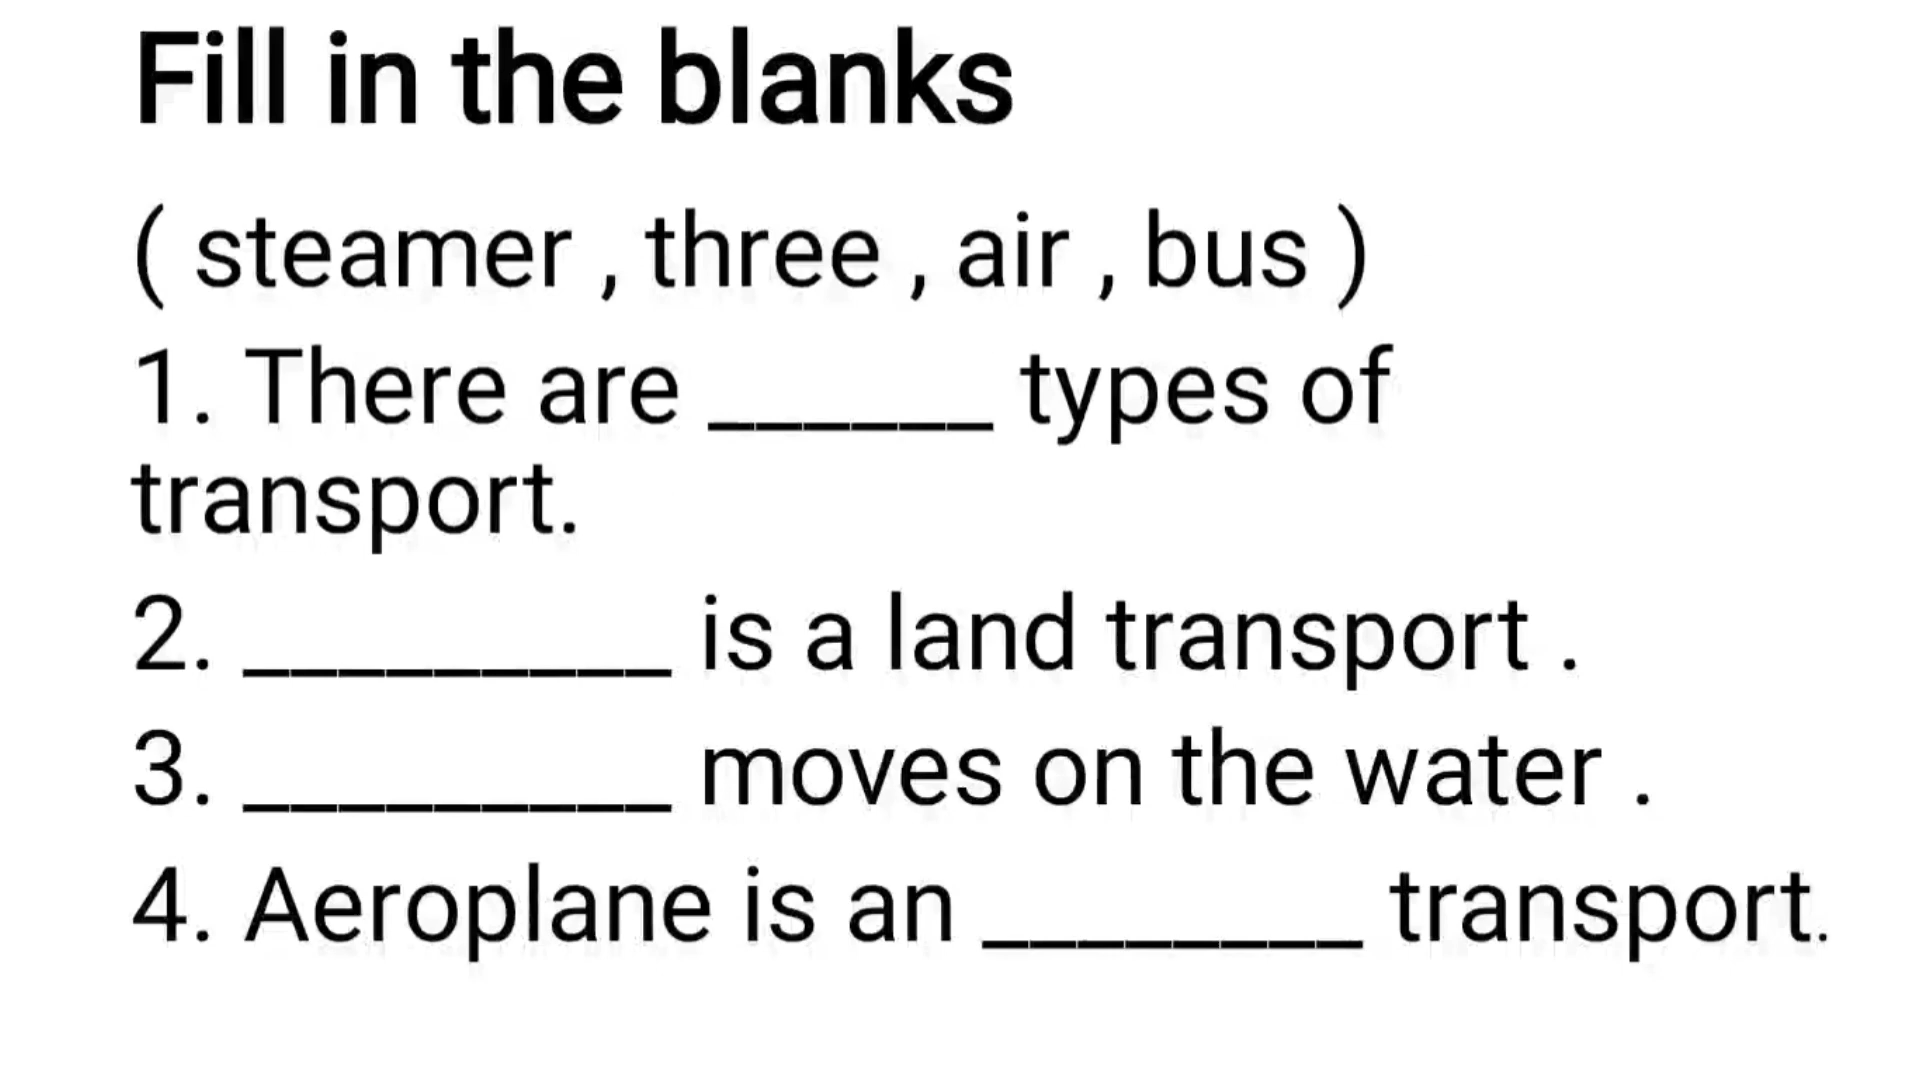 Fill in the blanks
( steamer , three , air , bus )
1. There are ______ types of
transport.
2. _________ is a land transport .
3. _________ moves on the water .
4. Aeroplane is an ________ transport.